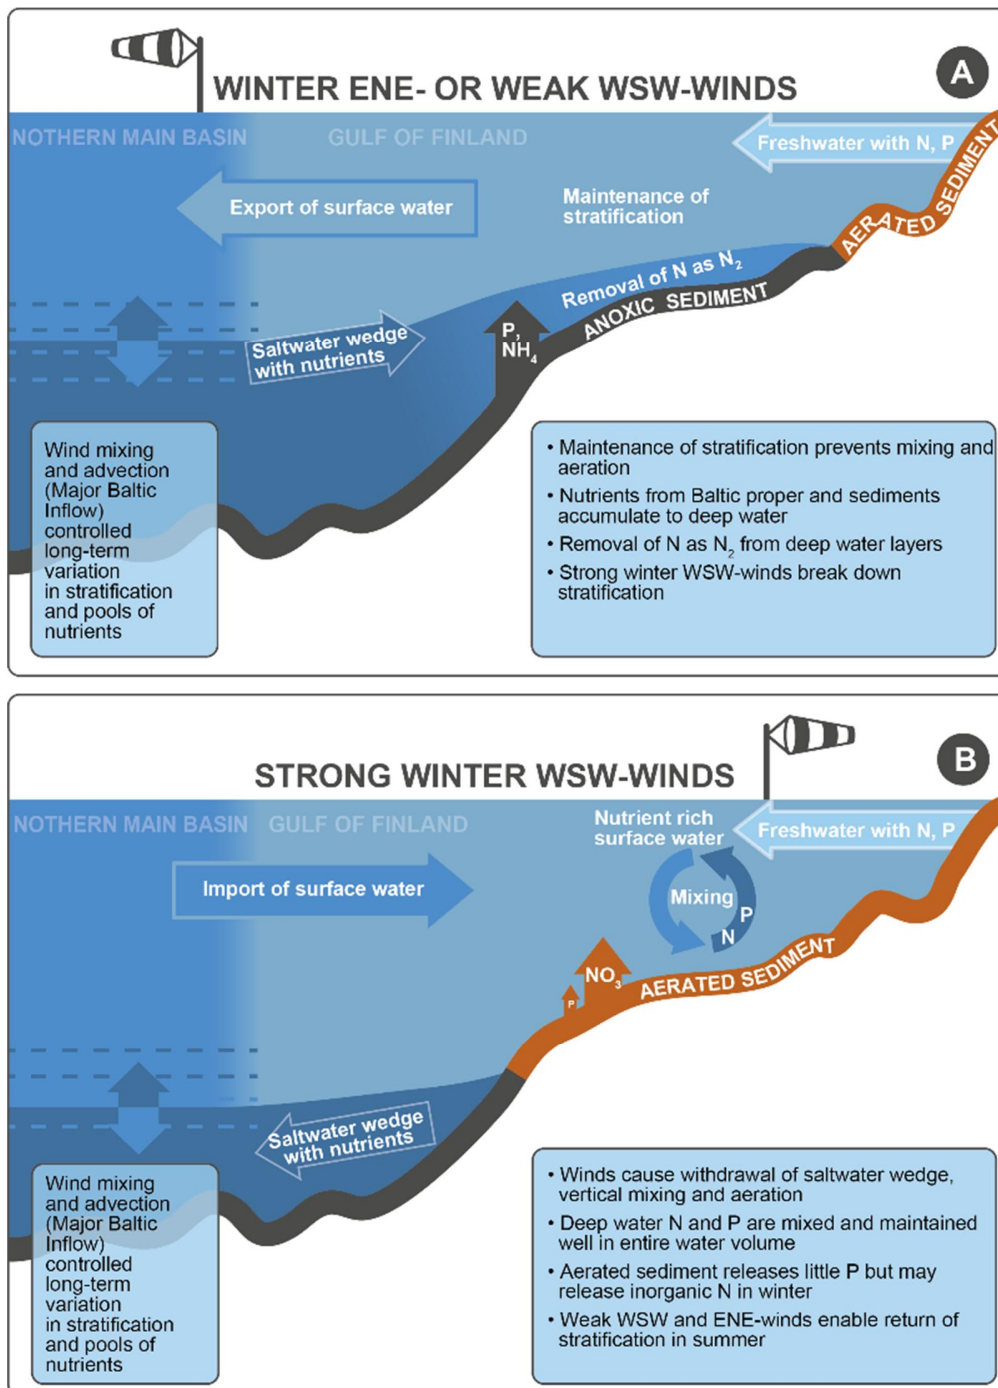 WINTER ENE- OR WEAK WSW-WINDS
A
NOTHERN MAIN BASIN
GULF OF FINLAND
Freshwater with N, P
Export of surface water
Maintenance of
stratification
AERATED SEDIMENT
Removal of N as N₂
ANOXIC SEDIMENT
P,
NH₄
Saltwater wedge
with nutrients
Wind mixing
and advection
(Major Baltic
Inflow)
controlled
long-term
variation
in stratification
and pools of
nutrients
• Maintenance of stratification prevents mixing and
aeration
• Nutrients from Baltic proper and sediments
accumulate to deep water
• Removal of N as N₂ from deep water layers
• Strong winter WSW-winds break down
stratification
STRONG WINTER WSW-WINDS
B
NOTHERN MAIN BASIN
GULF OF FINLAND
Nutrient rich
surface water
Freshwater with N, P
Import of surface water
Mixing
P
N
NO₃
P
AERATED SEDIMENT
Saltwater wedge
with nutrients
Wind mixing
and advection
(Major Baltic
Inflow)
controlled
long-term
variation
in stratification
and pools of
nutrients
• Winds cause withdrawal of saltwater wedge,
vertical mixing and aeration
• Deep water N and P are mixed and maintained
well in entire water volume
• Aerated sediment releases little P but may
release inorganic N in winter
• Weak WSW and ENE-winds enable return of
stratification in summer